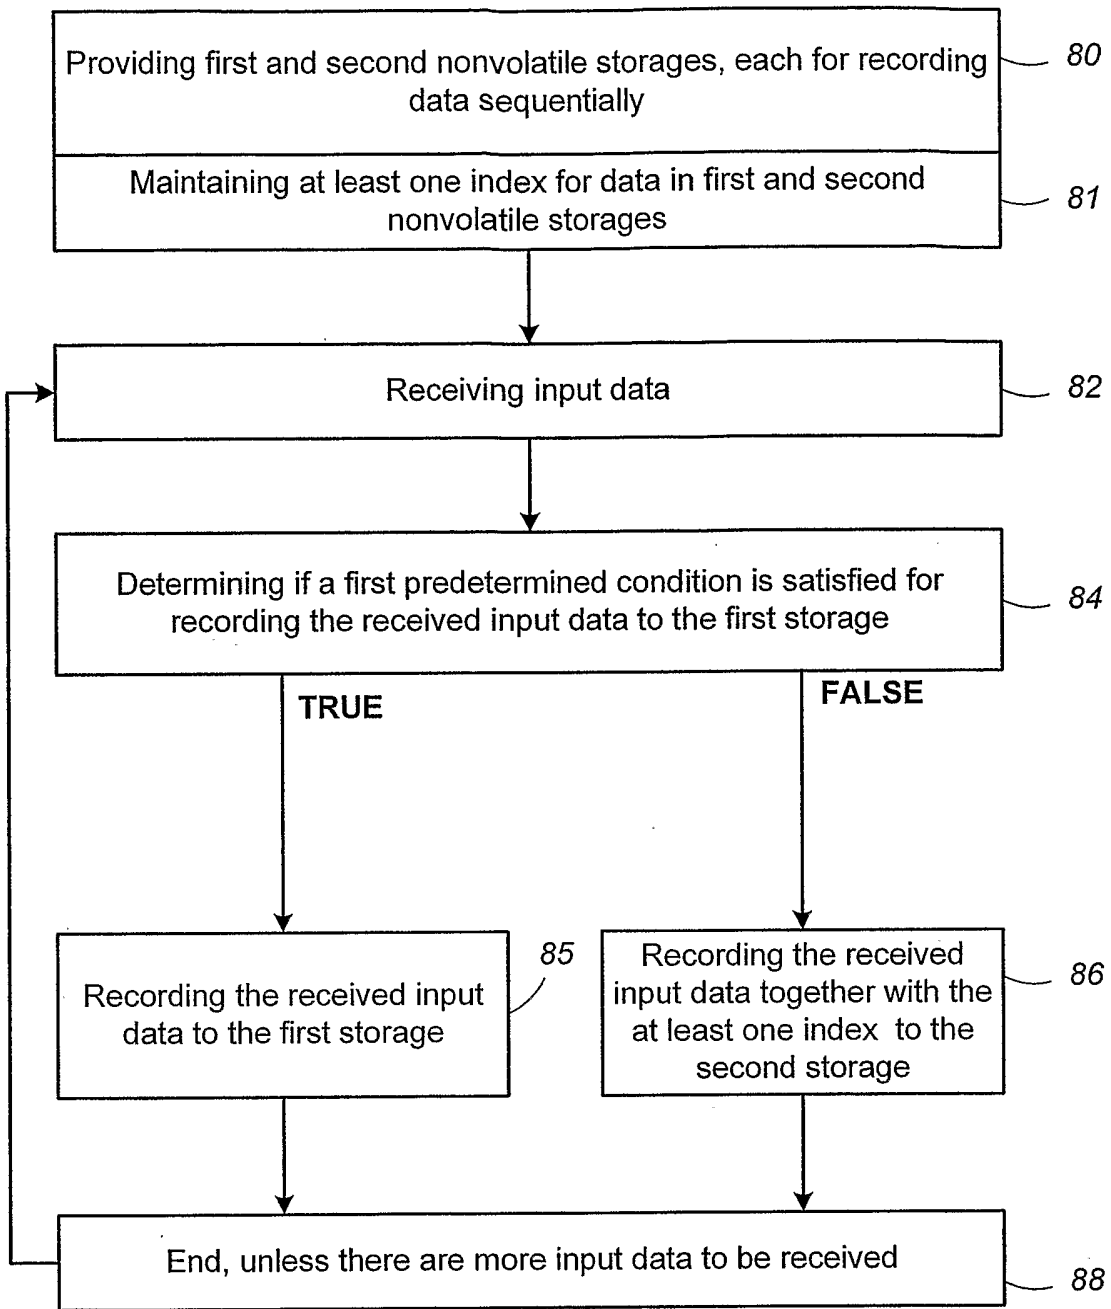 Providing first and second nonvolatile storages, each for recording
data sequentially
80
Maintaining at least one index for data in first and second
nonvolatile storages
81
Receiving input data
82
Determining if a first predetermined condition is satisfied for
recording the received input data to the first storage
84
TRUE
FALSE
Recording the received input
data to the first storage
85
Recording the received
input data together with the
at least one index to the
second storage
86
End, unless there are more input data to be received
88